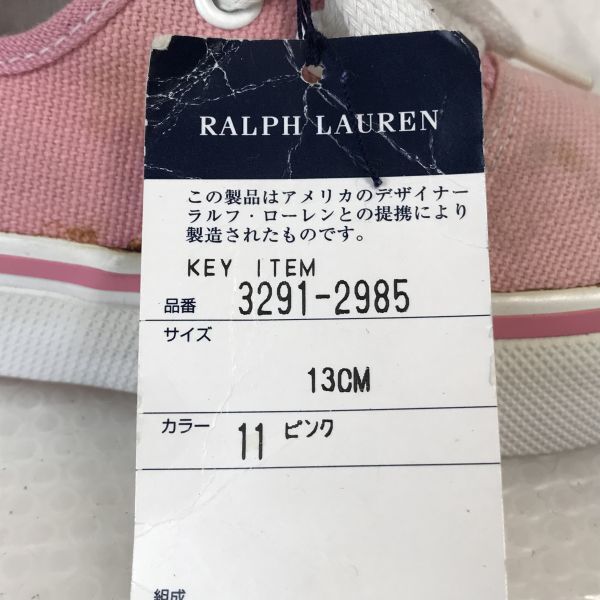 RALPH LAUREN
この製品はアメリカのデザイナー
ラルフ・ローレンとの提携により
製造されたものです。
KEY ITEM
品番 3291-2985
サイズ
13CM
カラー 11 ピンク
組成